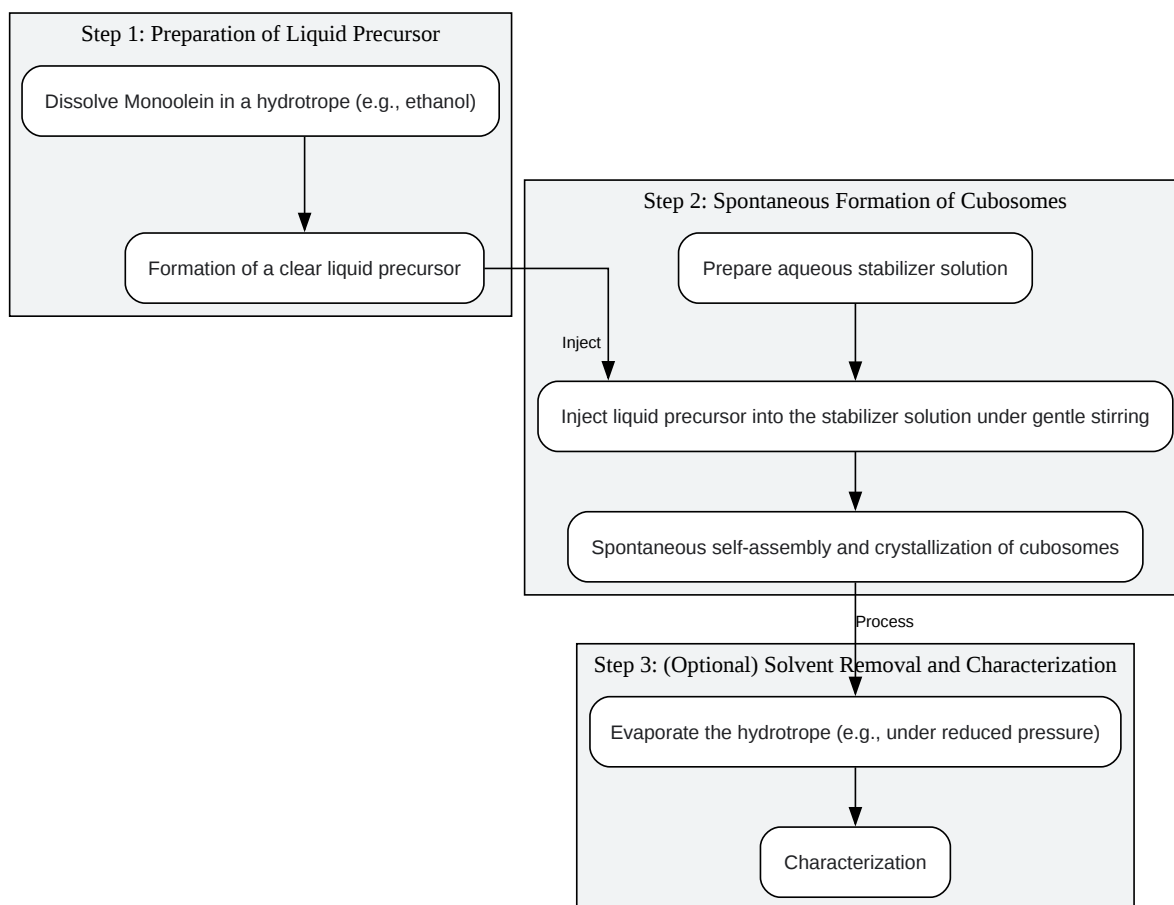 Step 1: Preparation of Liquid Precursor
Dissolve Monoolein in a hydrotrope (e.g., ethanol)
Formation of a clear liquid precursor
Inject
Step 2: Spontaneous Formation of Cubosomes
Prepare aqueous stabilizer solution
Inject liquid precursor into the stabilizer solution under gentle stirring
Spontaneous self-assembly and crystallization of cubosomes
Process
Step 3: (Optional) Solvent Removal and Characterization
Evaporate the hydrotrope (e.g., under reduced pressure)
Characterization